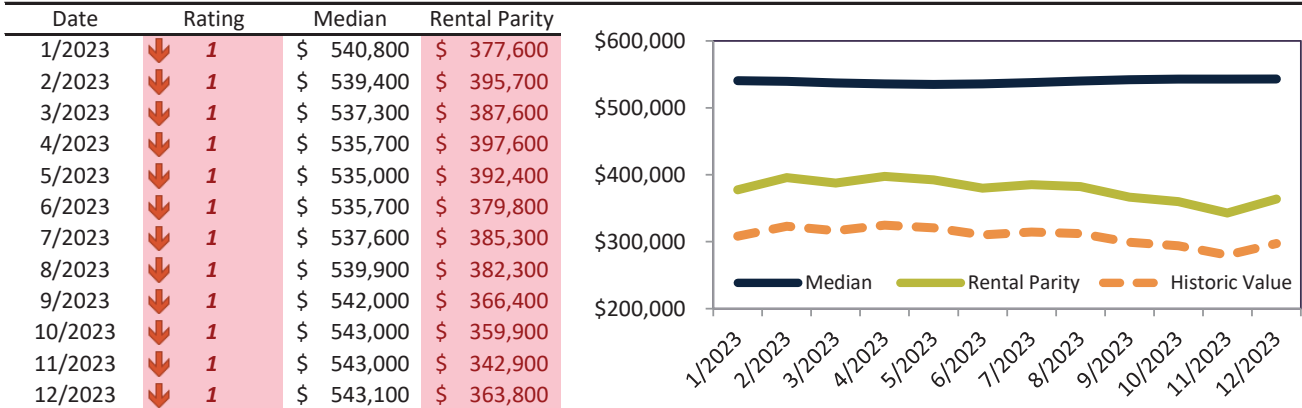 Date Rating Median Rental Parity
1/2023 1 $ 540,800 $ 377,600
2/2023 1 $ 539,400 $ 395,700
3/2023 1 $ 537,300 $ 387,600
4/2023 1 $ 535,700 $ 397,600
5/2023 1 $ 535,000 $ 392,400
6/2023 1 $ 535,700 $ 379,800
7/2023 1 $ 537,600 $ 385,300
8/2023 1 $ 539,900 $ 382,300
9/2023 1 $ 542,000 $ 366,400
10/2023 1 $ 543,000 $ 359,900
11/2023 1 $ 543,000 $ 342,900
12/2023 1 $ 543,100 $ 363,800
$600,000
$500,000
$400,000
$300,000
$200,000
Median Rental Parity Historic Value
1/2023 2/2023 3/2023 4/2023 5/2023 6/2023 7/2023 8/2023 9/2023 10/2023 11/2023 12/2023